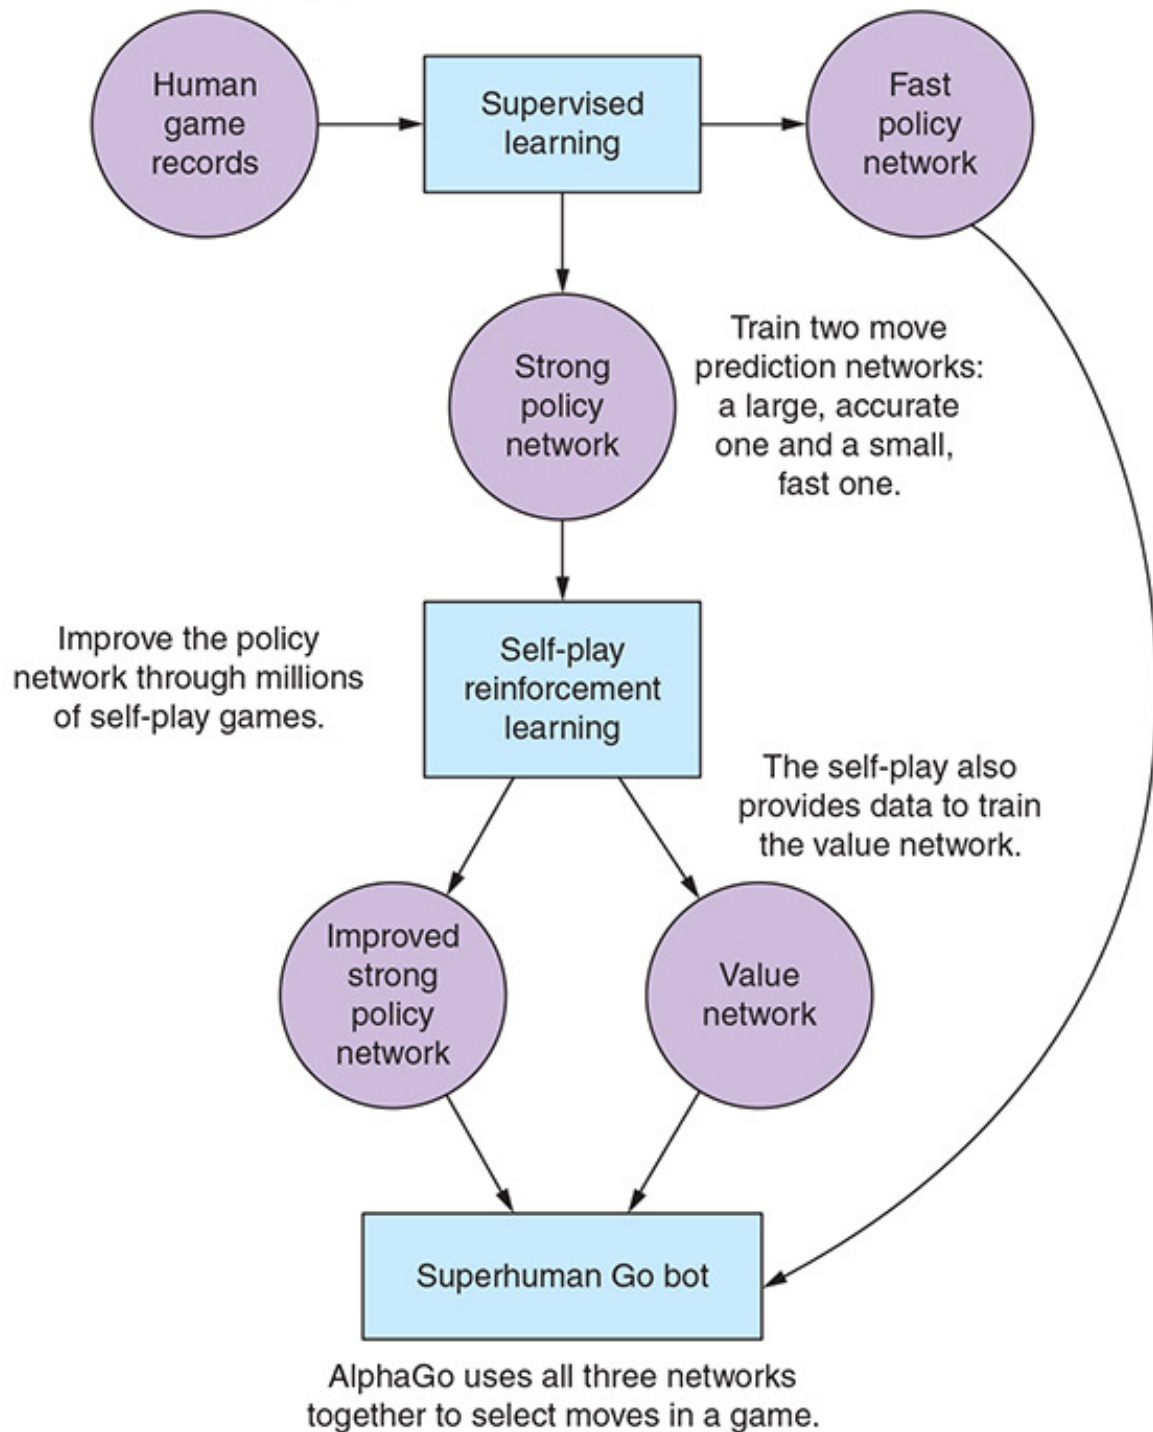 Human
game
records
Supervised
learning
Fast
policy
network
Strong
policy
network
Train two move
prediction networks:
a large, accurate
one and a small,
fast one.
Improve the policy
network through millions
of self-play games.
Self-play
reinforcement
learning
The self-play also
provides data to train
the value network.
Improved
strong
policy
network
Value
network
Superhuman Go bot
AlphaGo uses all three networks
together to select moves in a game.